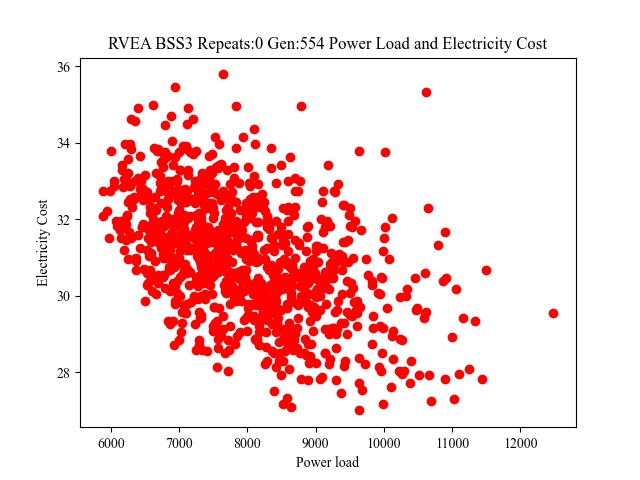 RVEA BSS3 Repeats:0 Gen:554 Power Load and Electricity Cost
36
34
32
30
28
Electricity Cost
6000 7000 8000 9000 10000 11000 12000
Power load